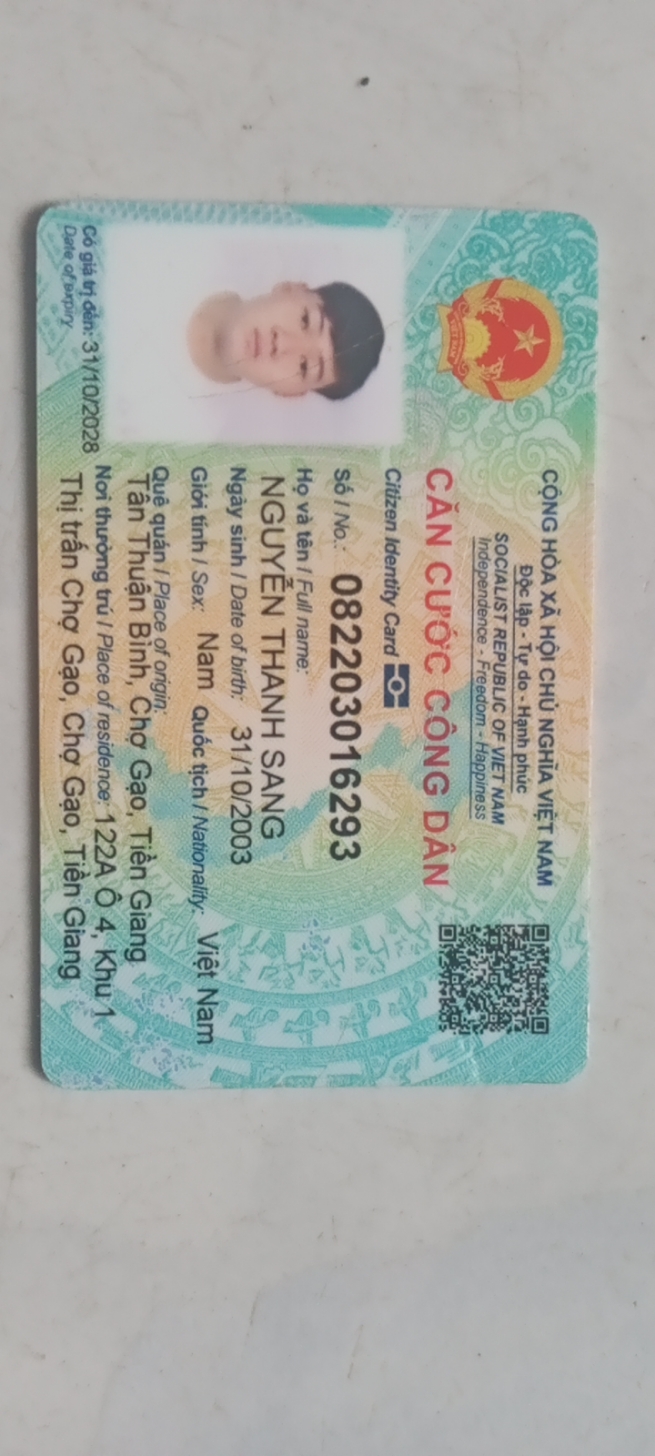 CỘNG HÒA XÃ HỘI CHỦ NGHĨA VIỆT NAM
Độc lập - Tự do - Hạnh phúc
SOCIALIST REPUBLIC OF VIET NAM
Independence - Freedom - Happiness
CĂN CƯỚC CÔNG DÂN
Citizen Identity Card
Số / No.: 082203016293
Họ và tên / Full name:
NGUYỄN THANH SANG
Ngày sinh / Date of birth: 31/10/2003
Giới tính / Sex: Nam Quốc tịch / Nationality: Việt Nam
Quê quán / Place of origin:
Tân Thuận Bình, Chợ Gạo, Tiền Giang
Nơi thường trú / Place of residence: 122A Ô 4, Khu 1
Thị trấn Chợ Gạo, Chợ Gạo, Tiền Giang
Có giá trị đến: 31/10/2028
Date of expiry
VIỆT NAM